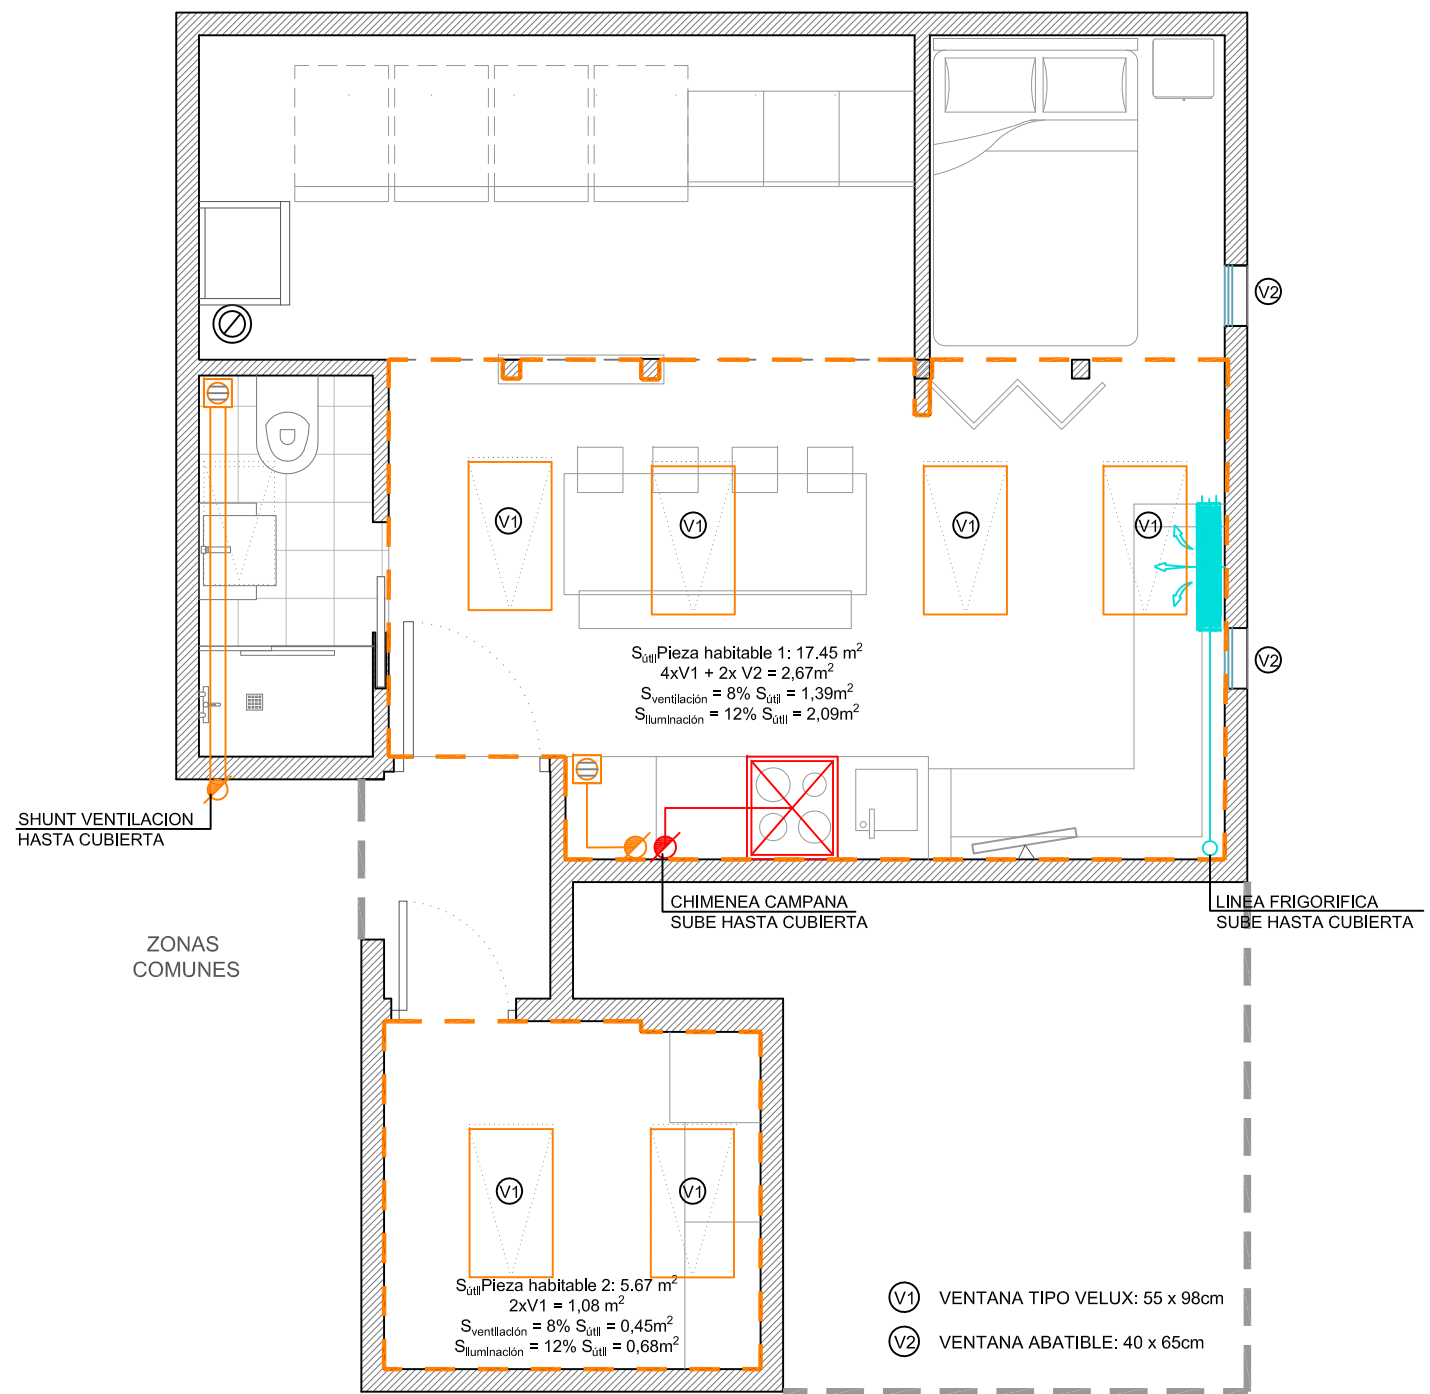 V2
V1
V1
V1
V1
SútilPieza habitable 1: 17.45 m²
4xV1 + 2x V2 = 2,67m²
Sventilación = 8% Sútil = 1,39m²
Siluminación = 12% Sútil = 2,09m²
V2
SHUNT VENTILACION
HASTA CUBIERTA
CHIMENEA CAMPANA
SUBE HASTA CUBIERTA
LINEA FRIGORIFICA
SUBE HASTA CUBIERTA
ZONAS
COMUNES
V1
V1
SútilPieza habitable 2: 5.67 m²
2xV1 = 1,08 m²
Sventilación = 8% Sútil = 0,45m²
Siluminación = 12% Sútil = 0,68m²
V1 VENTANA TIPO VELUX: 55 x 98cm
V2 VENTANA ABATIBLE: 40 x 65cm